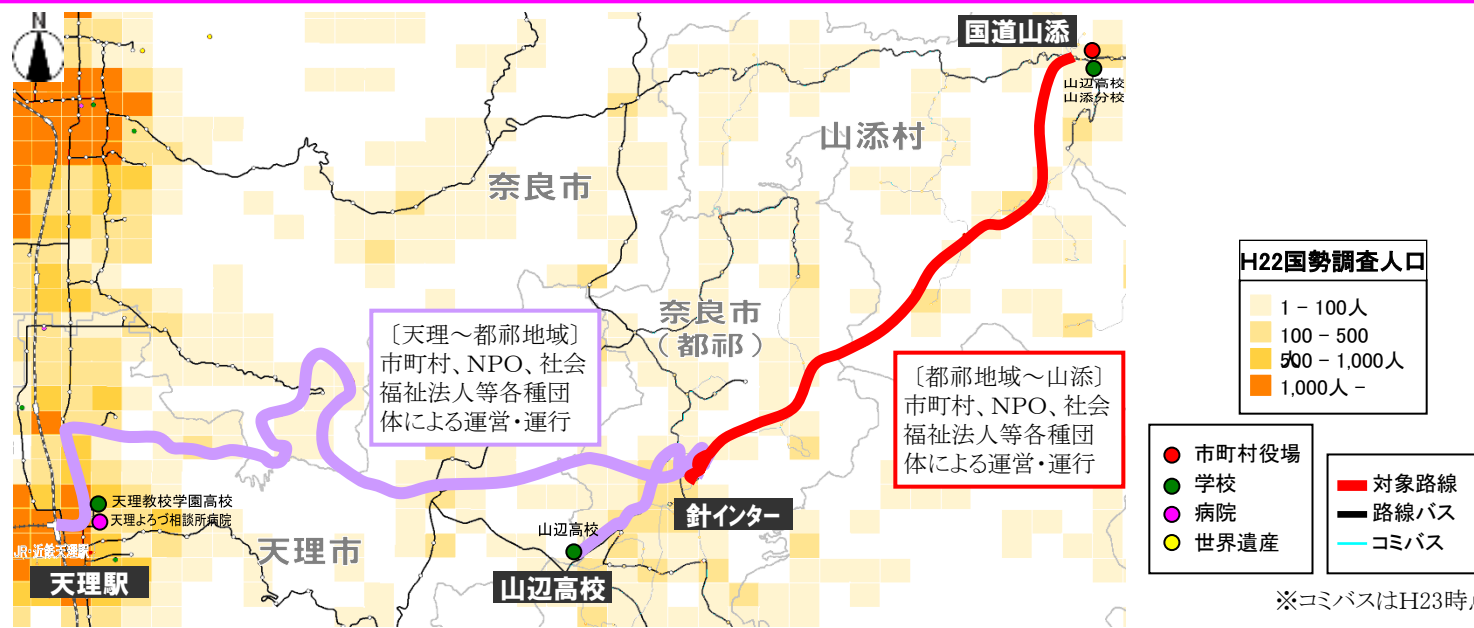 N
国道山添
山辺高校
山添分校
山添村
奈良市
奈良市
（都祁）
〔天理～都祁地域〕
市町村、NPO、社会
福祉法人等各種団
体による運営・運行
〔都祁地域～山添〕
市町村、NPO、社会
福祉法人等各種団
体による運営・運行
天理教校学園高校
天理よろづ相談所病院
JR・近鉄天理駅
天理駅
天理市
山辺高校
山辺高校
針インター
H22国勢調査人口
1 - 100人
100 - 500
人
500 - 1,000人
1,000人 -
市町村役場
学校
病院
世界遺産
対象路線
路線バス
コミバス
※コミバスはH23時